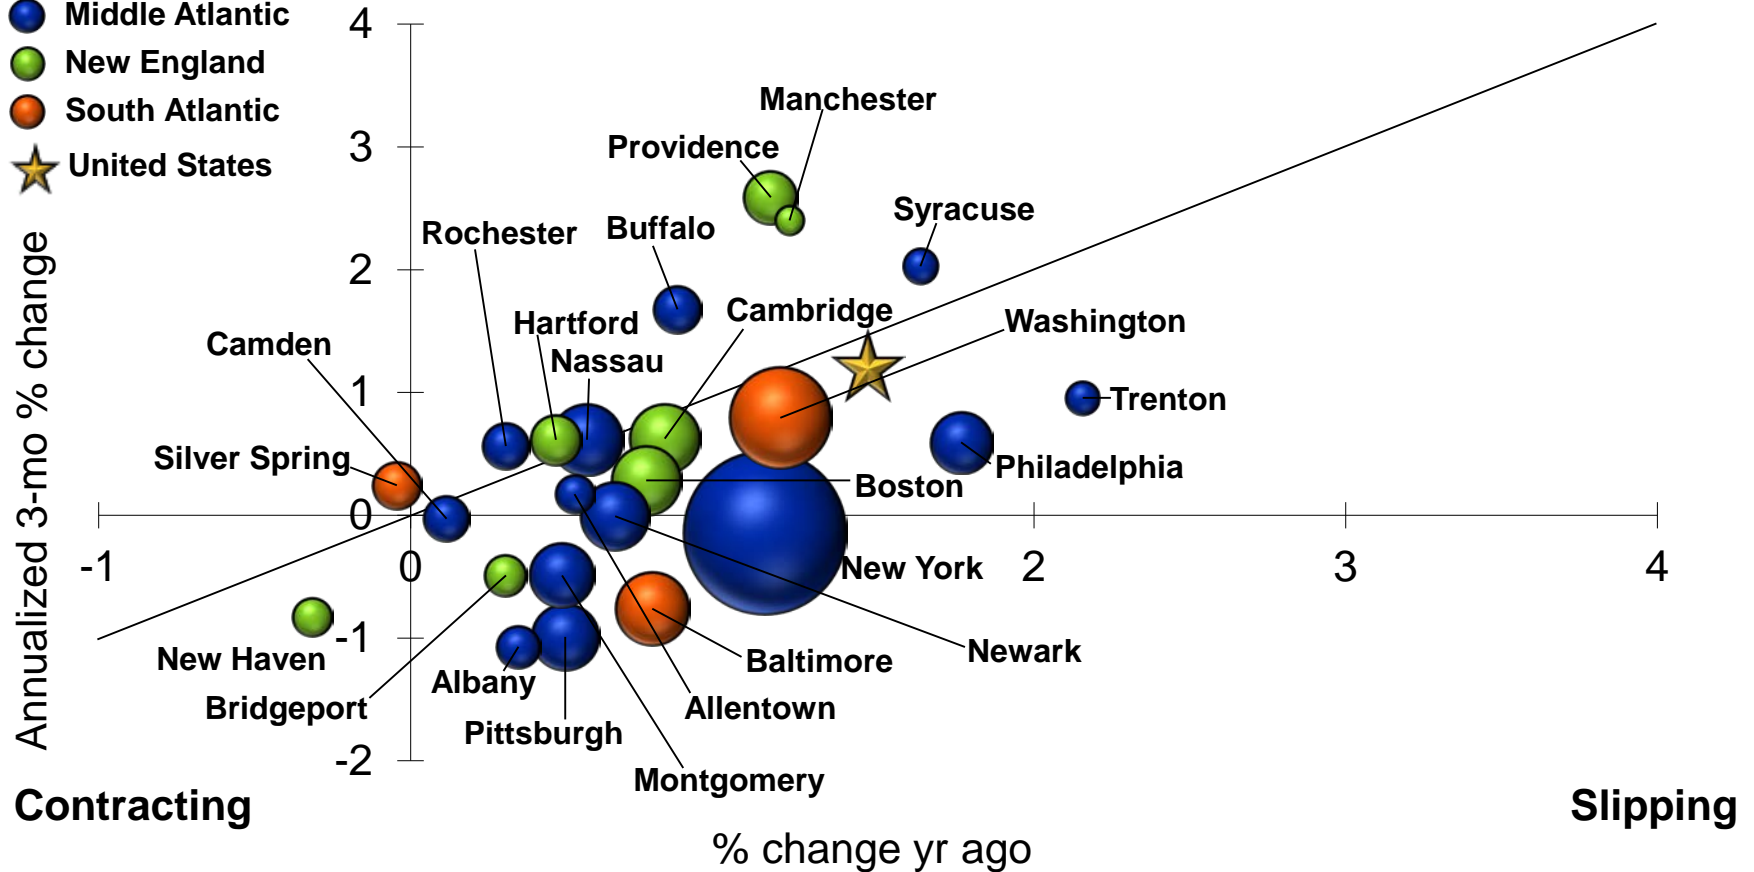 Middle Atlantic
New England
South Atlantic
United States
Annualized 3-mo % change
4
3
2
1
0
-1
-2
-1
0
2
3
4
Manchester
Providence
Syracuse
Buffalo
Rochester
Cambridge
Hartford
Washington
Camden
Nassau
Trenton
Silver Spring
Philadelphia
Boston
New York
New Haven
Newark
Baltimore
Albany
Bridgeport
Allentown
Pittsburgh
Montgomery
Contracting
Slipping
% change yr ago